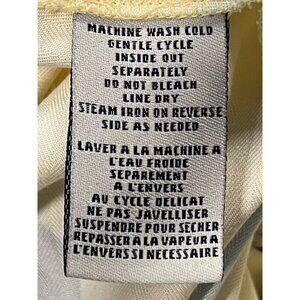 MACHINE WASH COLD
GENTLE CYCLE
INSIDE OUT
SEPARATELY
DO NOT BLEACH
LINE DRY
STEAM IRON ON REVERSE
SIDE AS NEEDED
LAVER A LA MACHINE A
L'EAU FROIDE
SEPAREMENT
A L'ENVERS
AU CYCLE DELICAT
NE PAS JAVELLISER
SUSPENDRE POUR SECHER
REPASSER A LA VAPEUR A
L'ENVERS SI NECESSAIRE